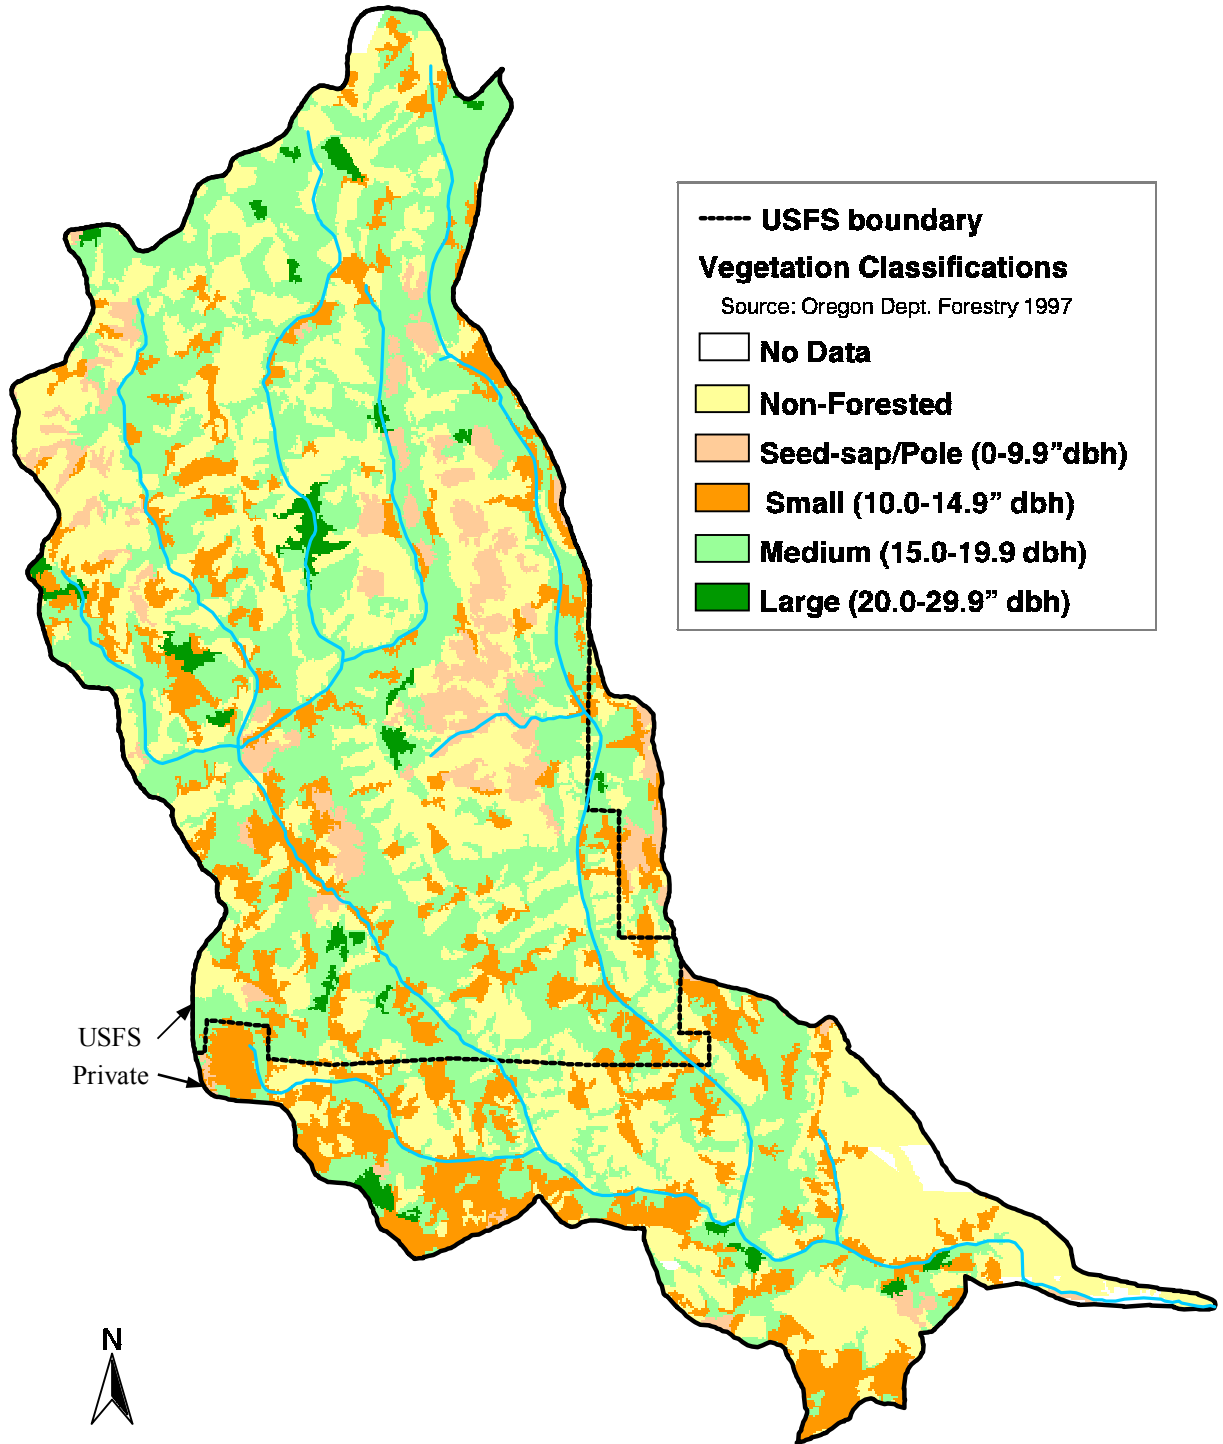 USFS boundary
Vegetation Classifications
Source: Oregon Dept. Forestry 1997
No Data
Non-Forested
Seed-sap/Pole (0-9.9”dbh)
Small (10.0-14.9” dbh)
Medium (15.0-19.9 dbh)
Large (20.0-29.9” dbh)
USFS
Private
N